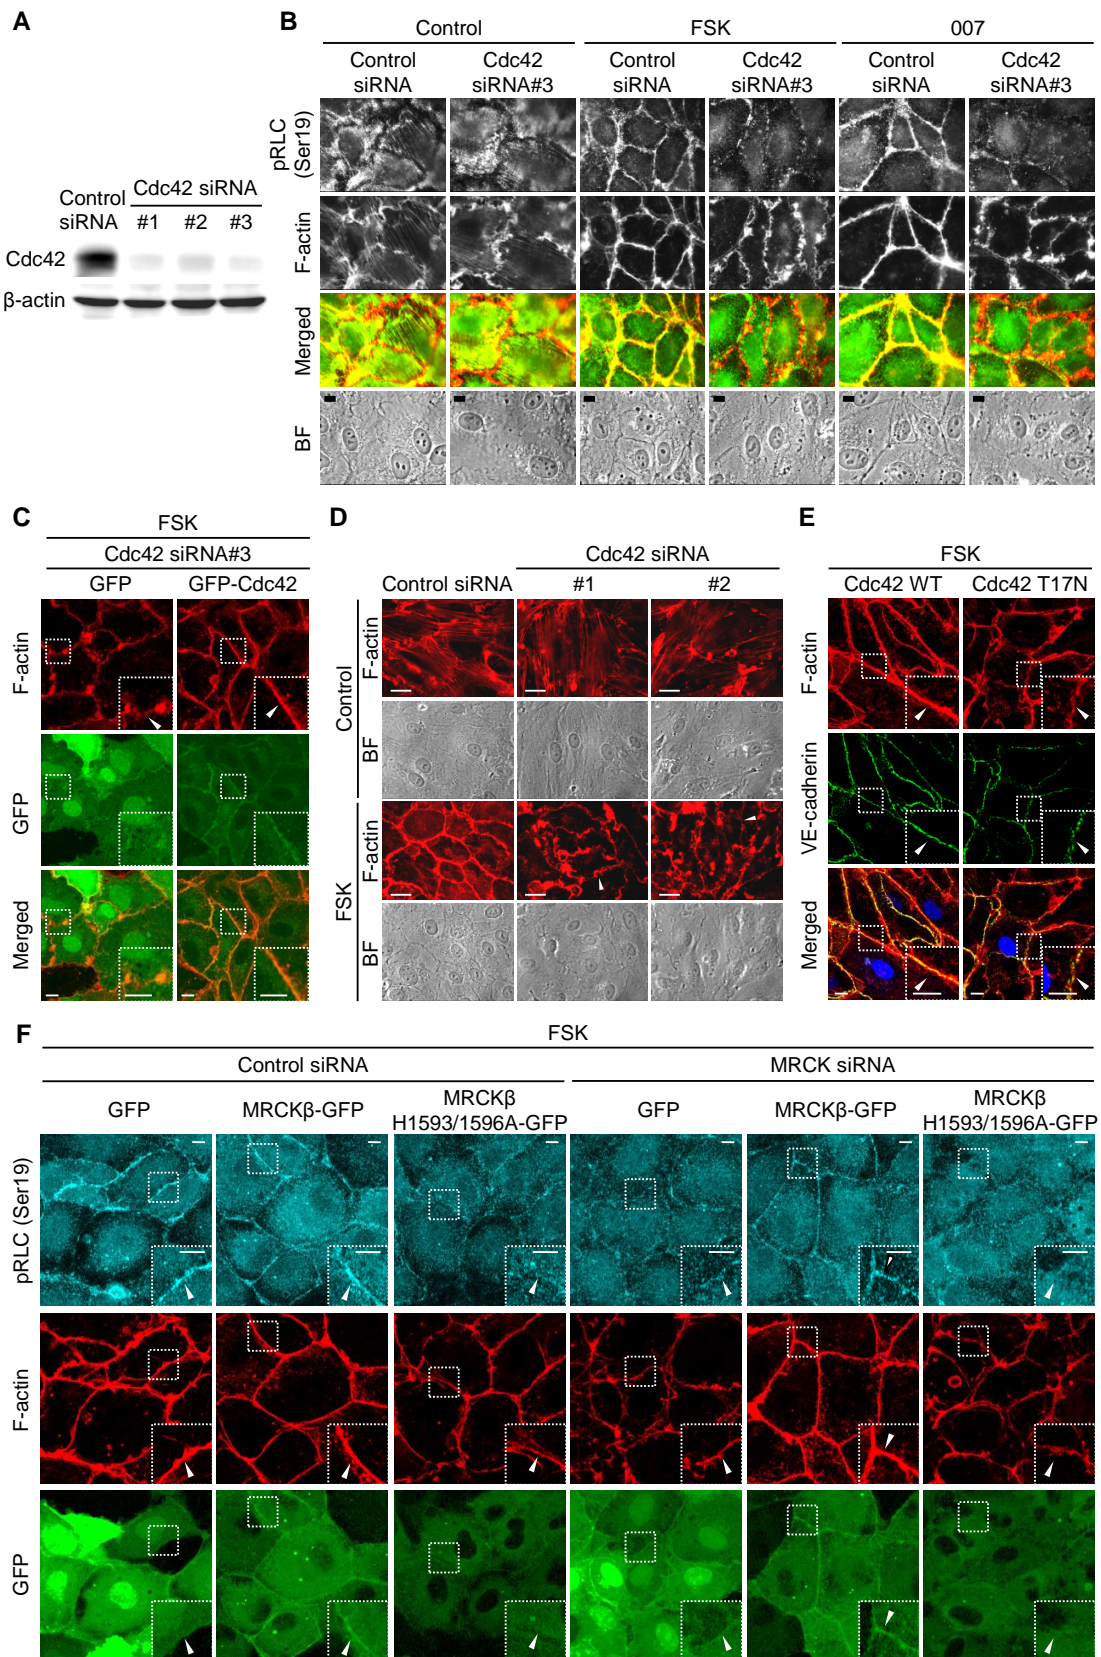 A
Control
siRNA
Cdc42 siRNA
#1 #2 #3
Cdc42
β-actin
B
Control FSK 007
Control
siRNA
Cdc42
siRNA#3
Control
siRNA
Cdc42
siRNA#3
Control
siRNA
Cdc42
siRNA#3
pRLC
(Ser19)
F-actin
Merged
BF
C
FSK
Cdc42 siRNA#3
GFP GFP-Cdc42
F-actin
GFP
Merged
D
Cdc42 siRNA
Control siRNA #1 #2
Control
F-actin
BF
FSK
F-actin
BF
E
FSK
Cdc42 WT Cdc42 T17N
F-actin
VE-cadherin
Merged
F
FSK
Control siRNA MRCK siRNA
GFP
MRCKβ-GFP
MRCKβ
H1593/1596A-GFP
GFP
MRCKβ-GFP
MRCKβ
H1593/1596A-GFP
pRLC (Ser19)
F-actin
GFP